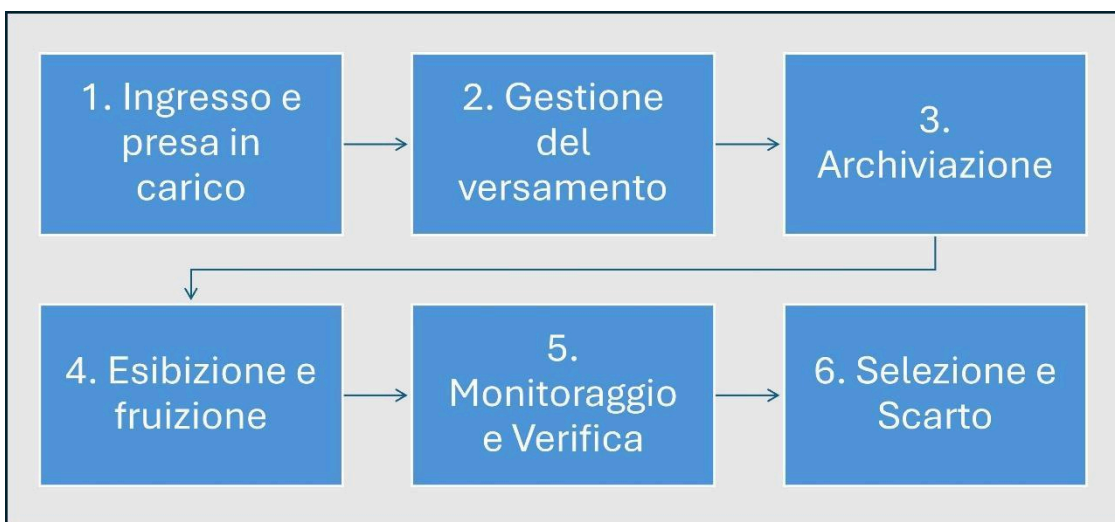 1. Ingresso e
presa in
carico
2. Gestione
del
versamento
3.
Archiviazione
4. Esibizione e
fruizione
5.
Monitoraggio
e Verifica
6. Selezione e
Scarto